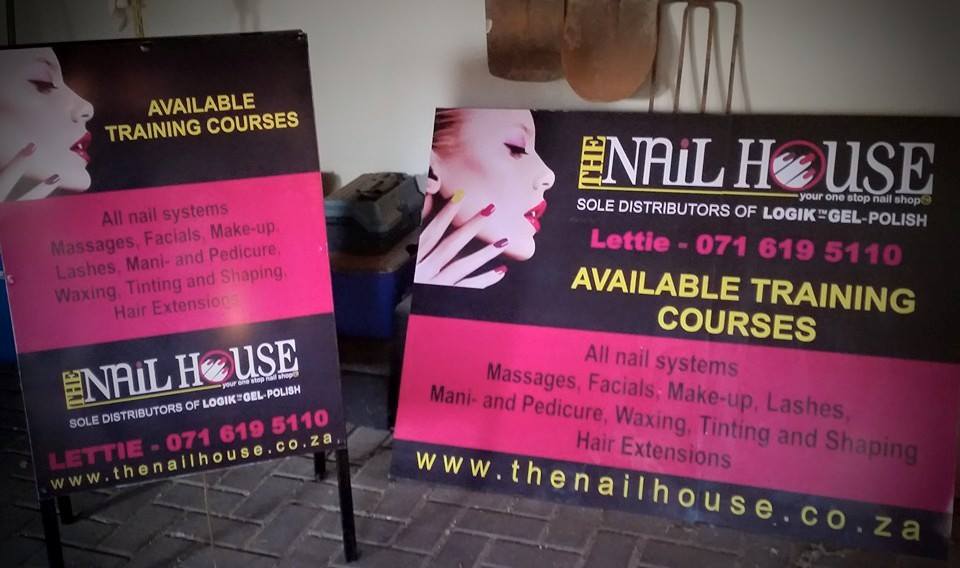 AVAILABLE
TRAINING COURSES
All nail systems
Massages, Facials, Make-up,
Lashes, Mani- and Pedicure,
Waxing, Tinting and Shaping,
Hair Extensions
THE NAiL HOUSE
your one stop nail shop
SOLE DISTRIBUTORS OF LOGIK™GEL-POLISH
LETTIE - 071 619 5110
www.thenailhouse.co.za
THE NAiL HOUSE
your one stop nail shop
SOLE DISTRIBUTORS OF LOGIK™GEL-POLISH
Lettie - 071 619 5110
AVAILABLE TRAINING
COURSES
All nail systems
Massages, Facials, Make-up, Lashes,
Mani- and Pedicure, Waxing, Tinting and Shaping
Hair Extensions
www.thenailhouse.co.za